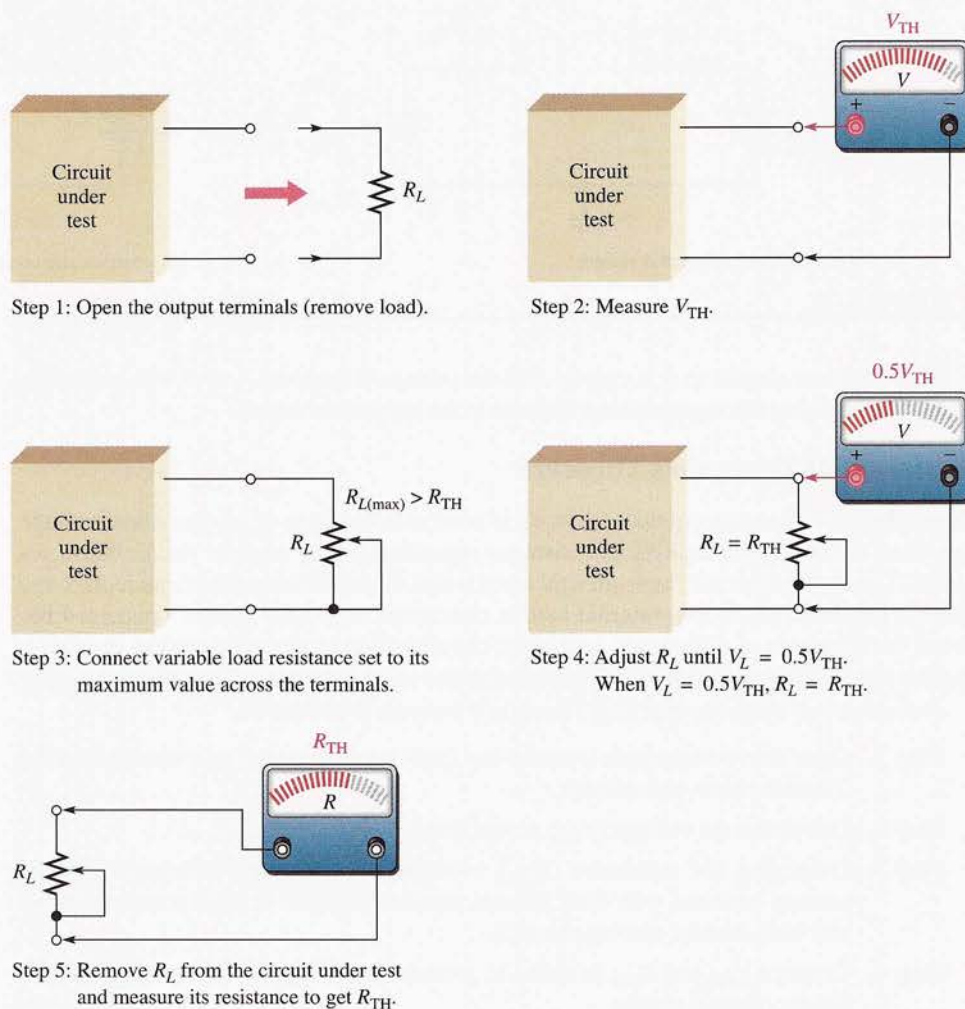 Circuit
under
test
R_L
Step 1: Open the output terminals (remove load).
V_TH
V
+ −
Circuit
under
test
Step 2: Measure V_TH.
Circuit
under
test
R_L(max) > R_TH
R_L
Step 3: Connect variable load resistance set to its
maximum value across the terminals.
0.5V_TH
V
+ −
Circuit
under
test
R_L = R_TH
Step 4: Adjust R_L until V_L = 0.5V_TH.
When V_L = 0.5V_TH, R_L = R_TH.
R_TH
R
R_L
Step 5: Remove R_L from the circuit under test
and measure its resistance to get R_TH.